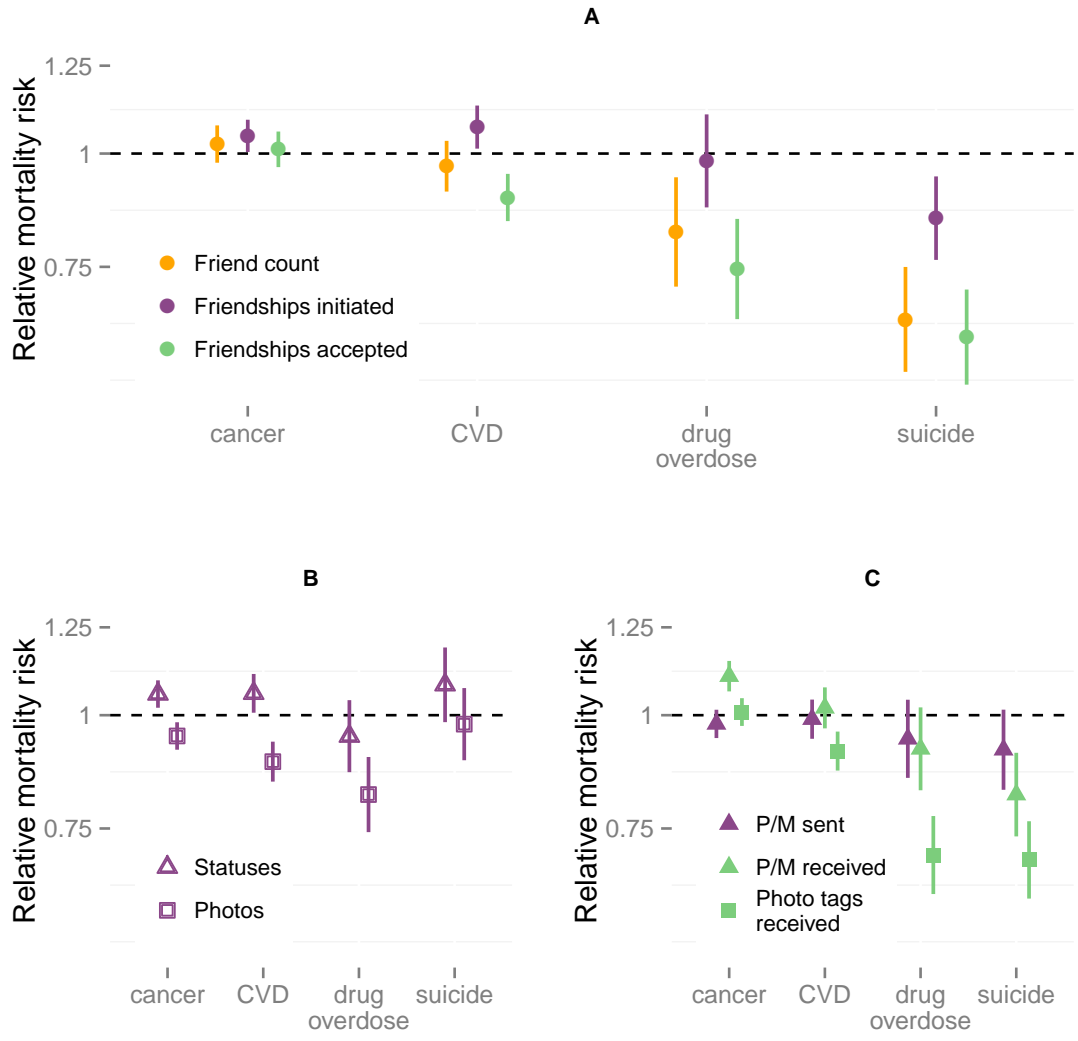 A
Relative mortality risk
1.25
1
0.75
Friend count
Friendships initiated
Friendships accepted
cancer
CVD
drug
overdose
suicide
B
Relative mortality risk
1.25
1
0.75
Statuses
Photos
cancer
CVD
drug
overdose
suicide
C
Relative mortality risk
1.25
1
0.75
P/M sent
P/M received
Photo tags
received
cancer
CVD
drug
overdose
suicide